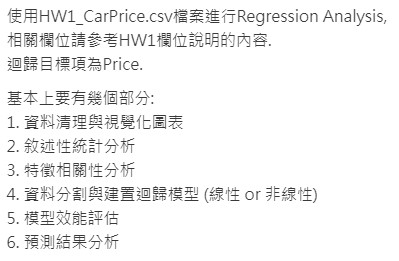 使用HW1_CarPrice.csv檔案進行Regression Analysis,
相關欄位請參考HW1欄位說明的內容.
迴歸目標項為Price.
基本上要有幾個部分:
1. 資料清理與視覺化圖表
2. 敘述性統計分析
3. 特徵相關性分析
4. 資料分割與建置迴歸模型 (線性 or 非線性)
5. 模型效能評估
6. 預測結果分析